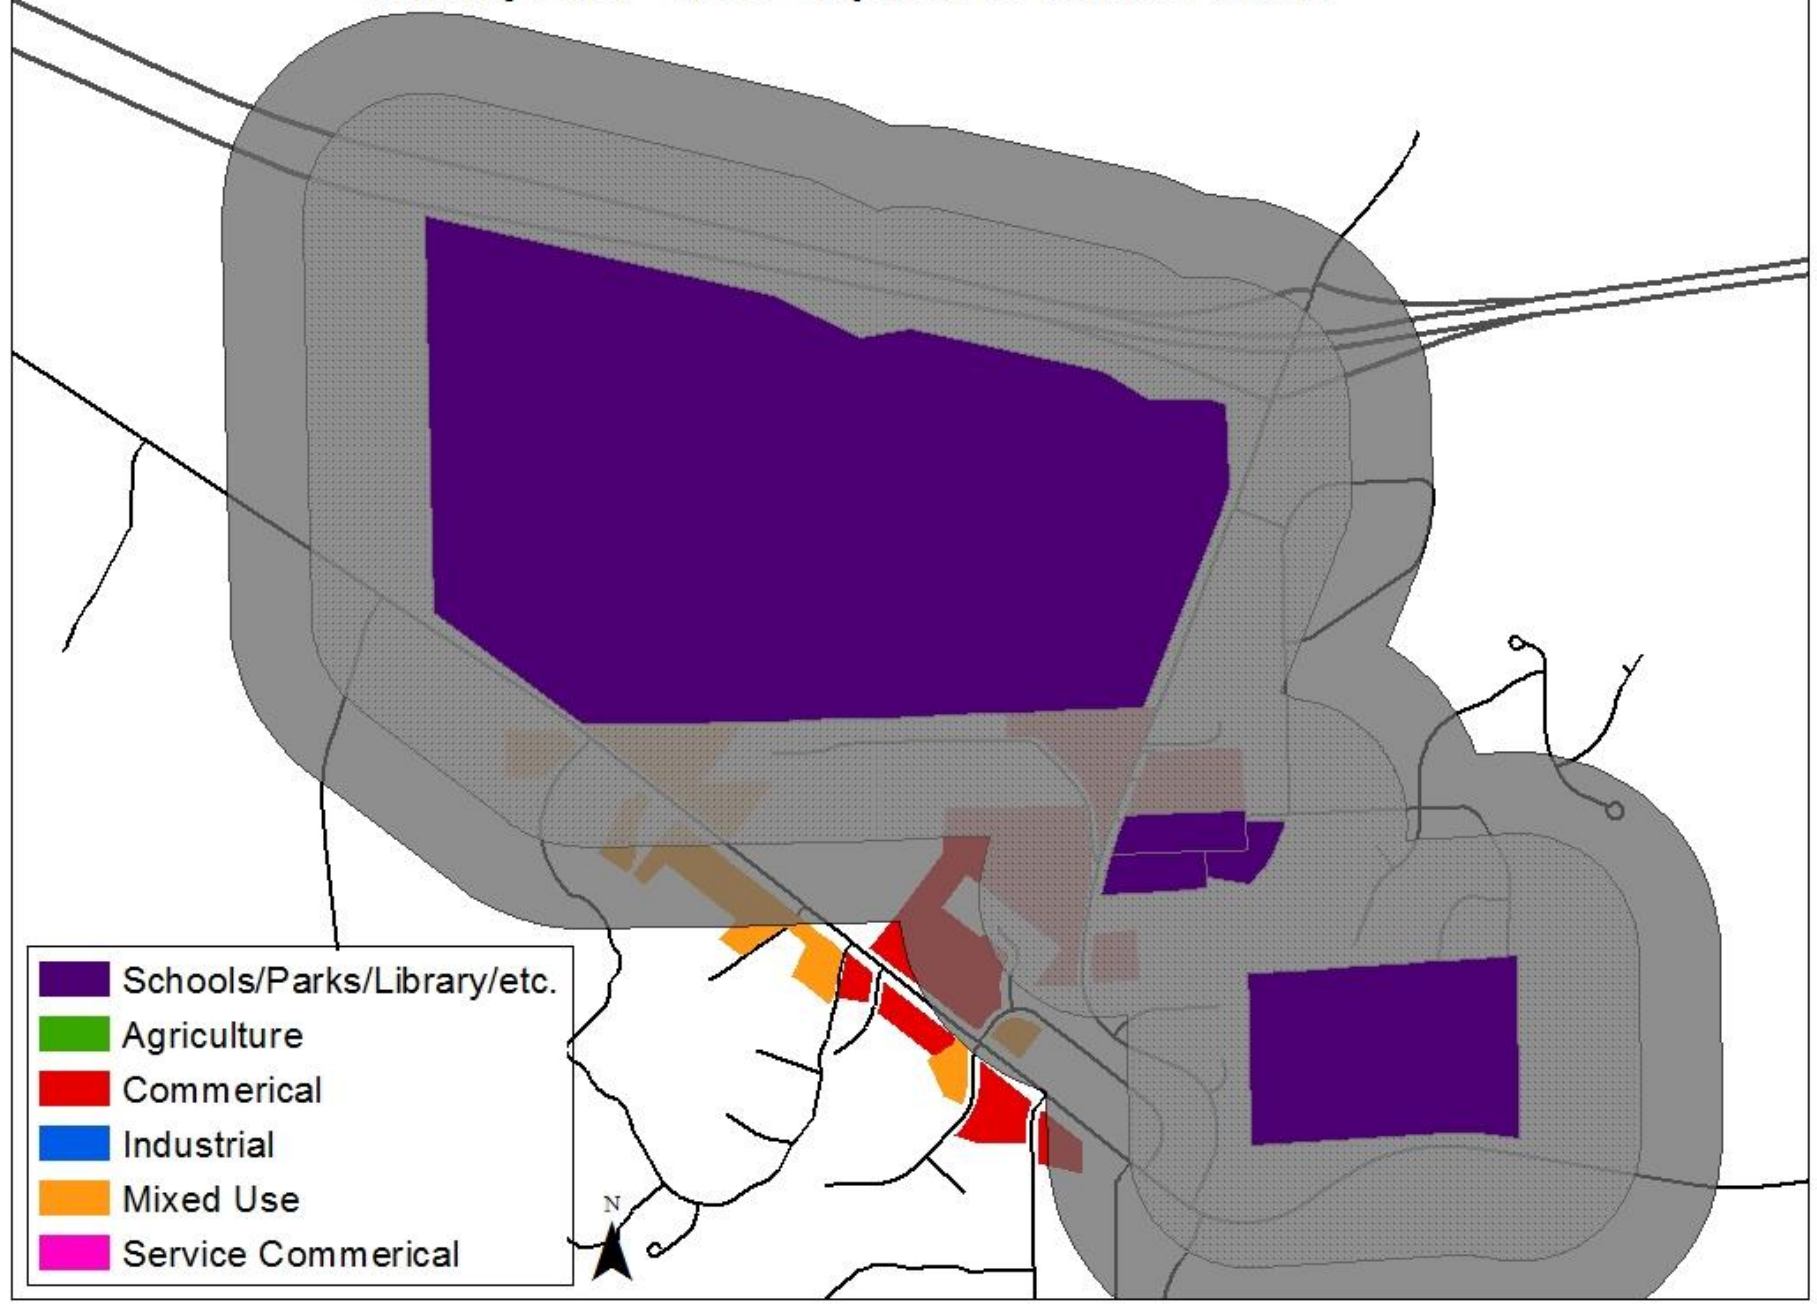 Schools/Parks/Library/etc.
Agriculture
Commerical
Industrial
Mixed Use
Service Commerical
N